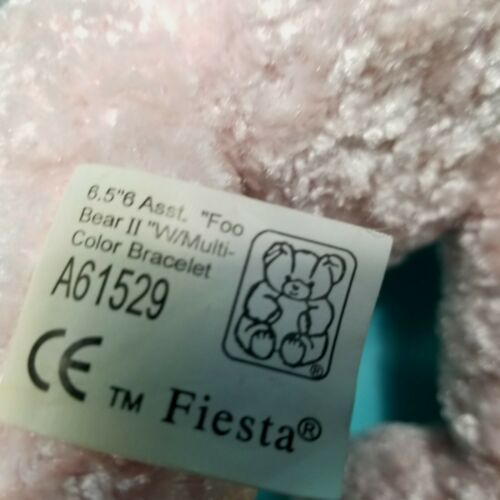 6.5"6 Asst. "Foo
Bear II "W/Multi-
Color Bracelet
A61529
CE TM Fiesta®
®